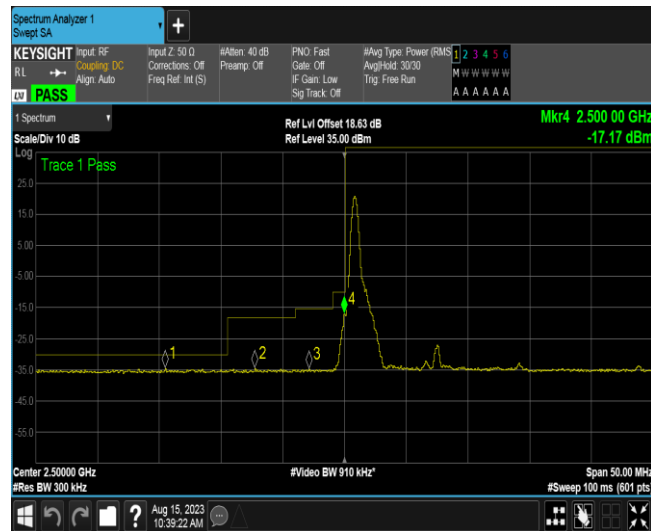 Spectrum Analyzer 1
Swept SA
+
KEYSIGHT
RL
LXI
PASS
Input: RF
Coupling: DC
Align: Auto
Input Z: 50 Ω
Corrections: Off
Freq Ref: Int (S)
#Atten: 40 dB
Preamp: Off
PNO: Fast
Gate: Off
IF Gain: Low
Sig Track: Off
#Avg Type: Power (RMS
Avg|Hold: 30/30
Trig: Free Run
1 2 3 4 5 6
M W W W W W
A A A A A A
1 Spectrum
Scale/Div 10 dB
Log
Ref Lvl Offset 18.63 dB
Ref Level 35.00 dBm
Mkr4 2.500 00 GHz
-17.17 dBm
Trace 1 Pass
25.0
15.0
5.00
-5.00
-15.0
-25.0
-35.0
-45.0
-55.0
1
2
3
4
Center 2.50000 GHz
#Res BW 300 kHz
#Video BW 910 kHz*
Span 50.00 MHz
#Sweep 100 ms (601 pts)
?
Aug 15, 2023
10:39:22 AM